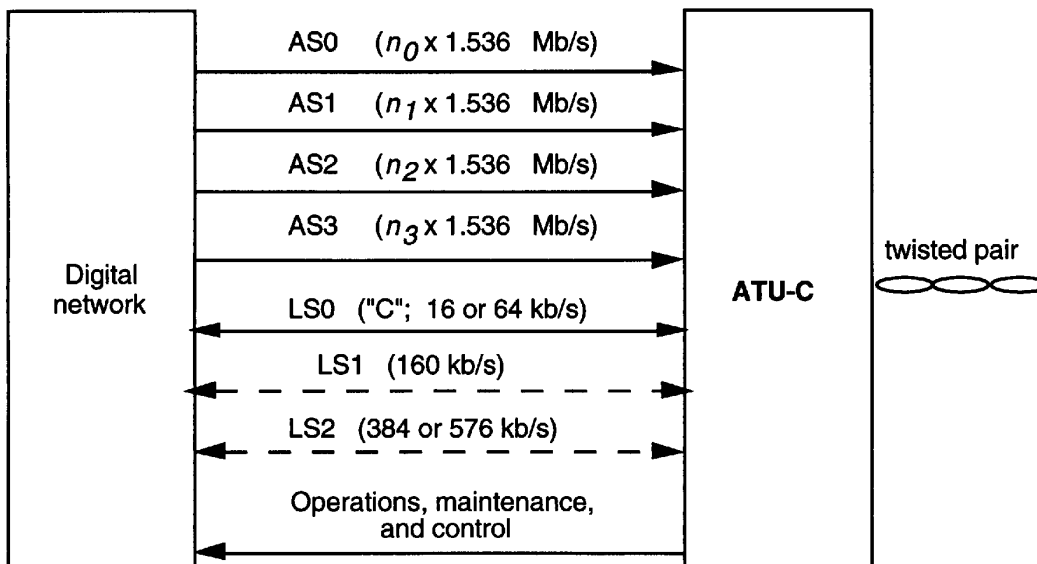 AS0 (n0 x 1.536 Mb/s)
AS1 (n1 x 1.536 Mb/s)
AS2 (n2 x 1.536 Mb/s)
AS3 (n3 x 1.536 Mb/s)
Digital
network
LS0 ("C"; 16 or 64 kb/s)
LS1 (160 kb/s)
LS2 (384 or 576 kb/s)
Operations, maintenance,
and control
ATU-C
twisted pair